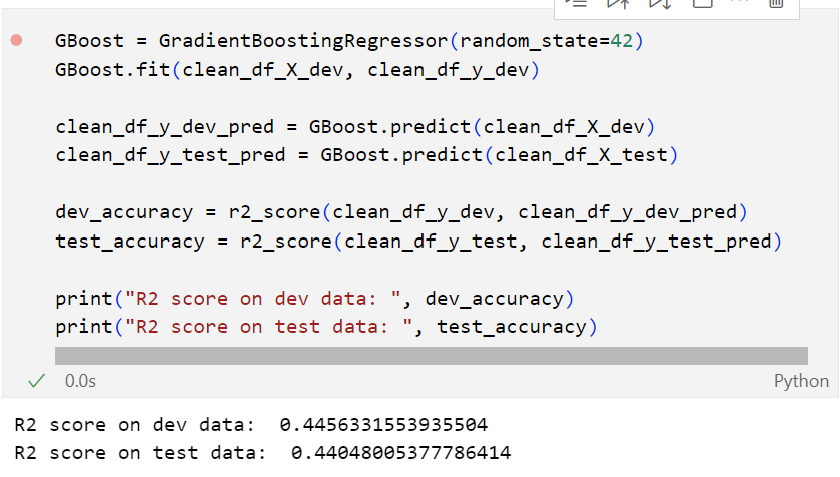 GBoost = GradientBoostingRegressor(random_state=42)
GBoost.fit(clean_df_X_dev, clean_df_y_dev)
clean_df_y_dev_pred = GBoost.predict(clean_df_X_dev)
clean_df_y_test_pred = GBoost.predict(clean_df_X_test)
dev_accuracy = r2_score(clean_df_y_dev, clean_df_y_dev_pred)
test_accuracy = r2_score(clean_df_y_test, clean_df_y_test_pred)
print("R2 score on dev data: ", dev_accuracy)
print("R2 score on test data: ", test_accuracy)
0.0s
Python
R2 score on dev data:  0.4456331553935504
R2 score on test data:  0.44048005377786414